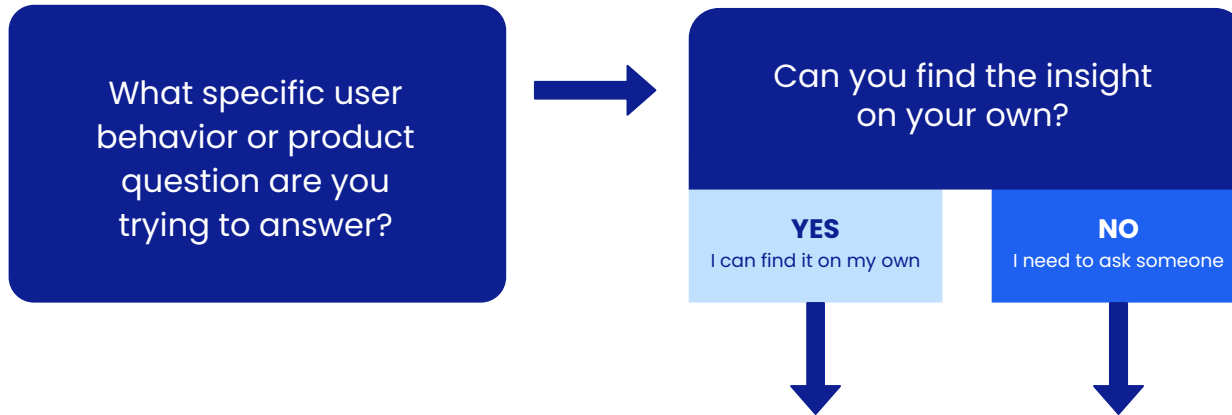 What specific user
behavior or product
question are you
trying to answer?
Can you find the insight
on your own?
YES
I can find it on my own
NO
I need to ask someone